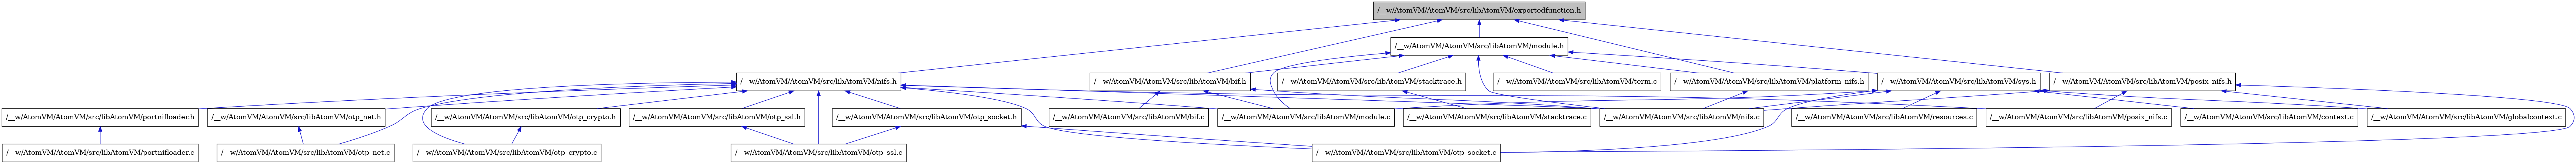 /__w/AtomVM/AtomVM/src/libAtomVM/exportedfunction.h
/__w/AtomVM/AtomVM/src/libAtomVM/module.h
/__w/AtomVM/AtomVM/src/libAtomVM/nifs.h
/__w/AtomVM/AtomVM/src/libAtomVM/bif.h
/__w/AtomVM/AtomVM/src/libAtomVM/stacktrace.h
/__w/AtomVM/AtomVM/src/libAtomVM/term.c
/__w/AtomVM/AtomVM/src/libAtomVM/platform_nifs.h
/__w/AtomVM/AtomVM/src/libAtomVM/sys.h
/__w/AtomVM/AtomVM/src/libAtomVM/posix_nifs.h
/__w/AtomVM/AtomVM/src/libAtomVM/portnifloader.h
/__w/AtomVM/AtomVM/src/libAtomVM/otp_net.h
/__w/AtomVM/AtomVM/src/libAtomVM/otp_crypto.h
/__w/AtomVM/AtomVM/src/libAtomVM/otp_ssl.h
/__w/AtomVM/AtomVM/src/libAtomVM/otp_socket.h
/__w/AtomVM/AtomVM/src/libAtomVM/bif.c
/__w/AtomVM/AtomVM/src/libAtomVM/module.c
/__w/AtomVM/AtomVM/src/libAtomVM/stacktrace.c
/__w/AtomVM/AtomVM/src/libAtomVM/nifs.c
/__w/AtomVM/AtomVM/src/libAtomVM/resources.c
/__w/AtomVM/AtomVM/src/libAtomVM/posix_nifs.c
/__w/AtomVM/AtomVM/src/libAtomVM/context.c
/__w/AtomVM/AtomVM/src/libAtomVM/globalcontext.c
/__w/AtomVM/AtomVM/src/libAtomVM/portnifloader.c
/__w/AtomVM/AtomVM/src/libAtomVM/otp_net.c
/__w/AtomVM/AtomVM/src/libAtomVM/otp_crypto.c
/__w/AtomVM/AtomVM/src/libAtomVM/otp_ssl.c
/__w/AtomVM/AtomVM/src/libAtomVM/otp_socket.c